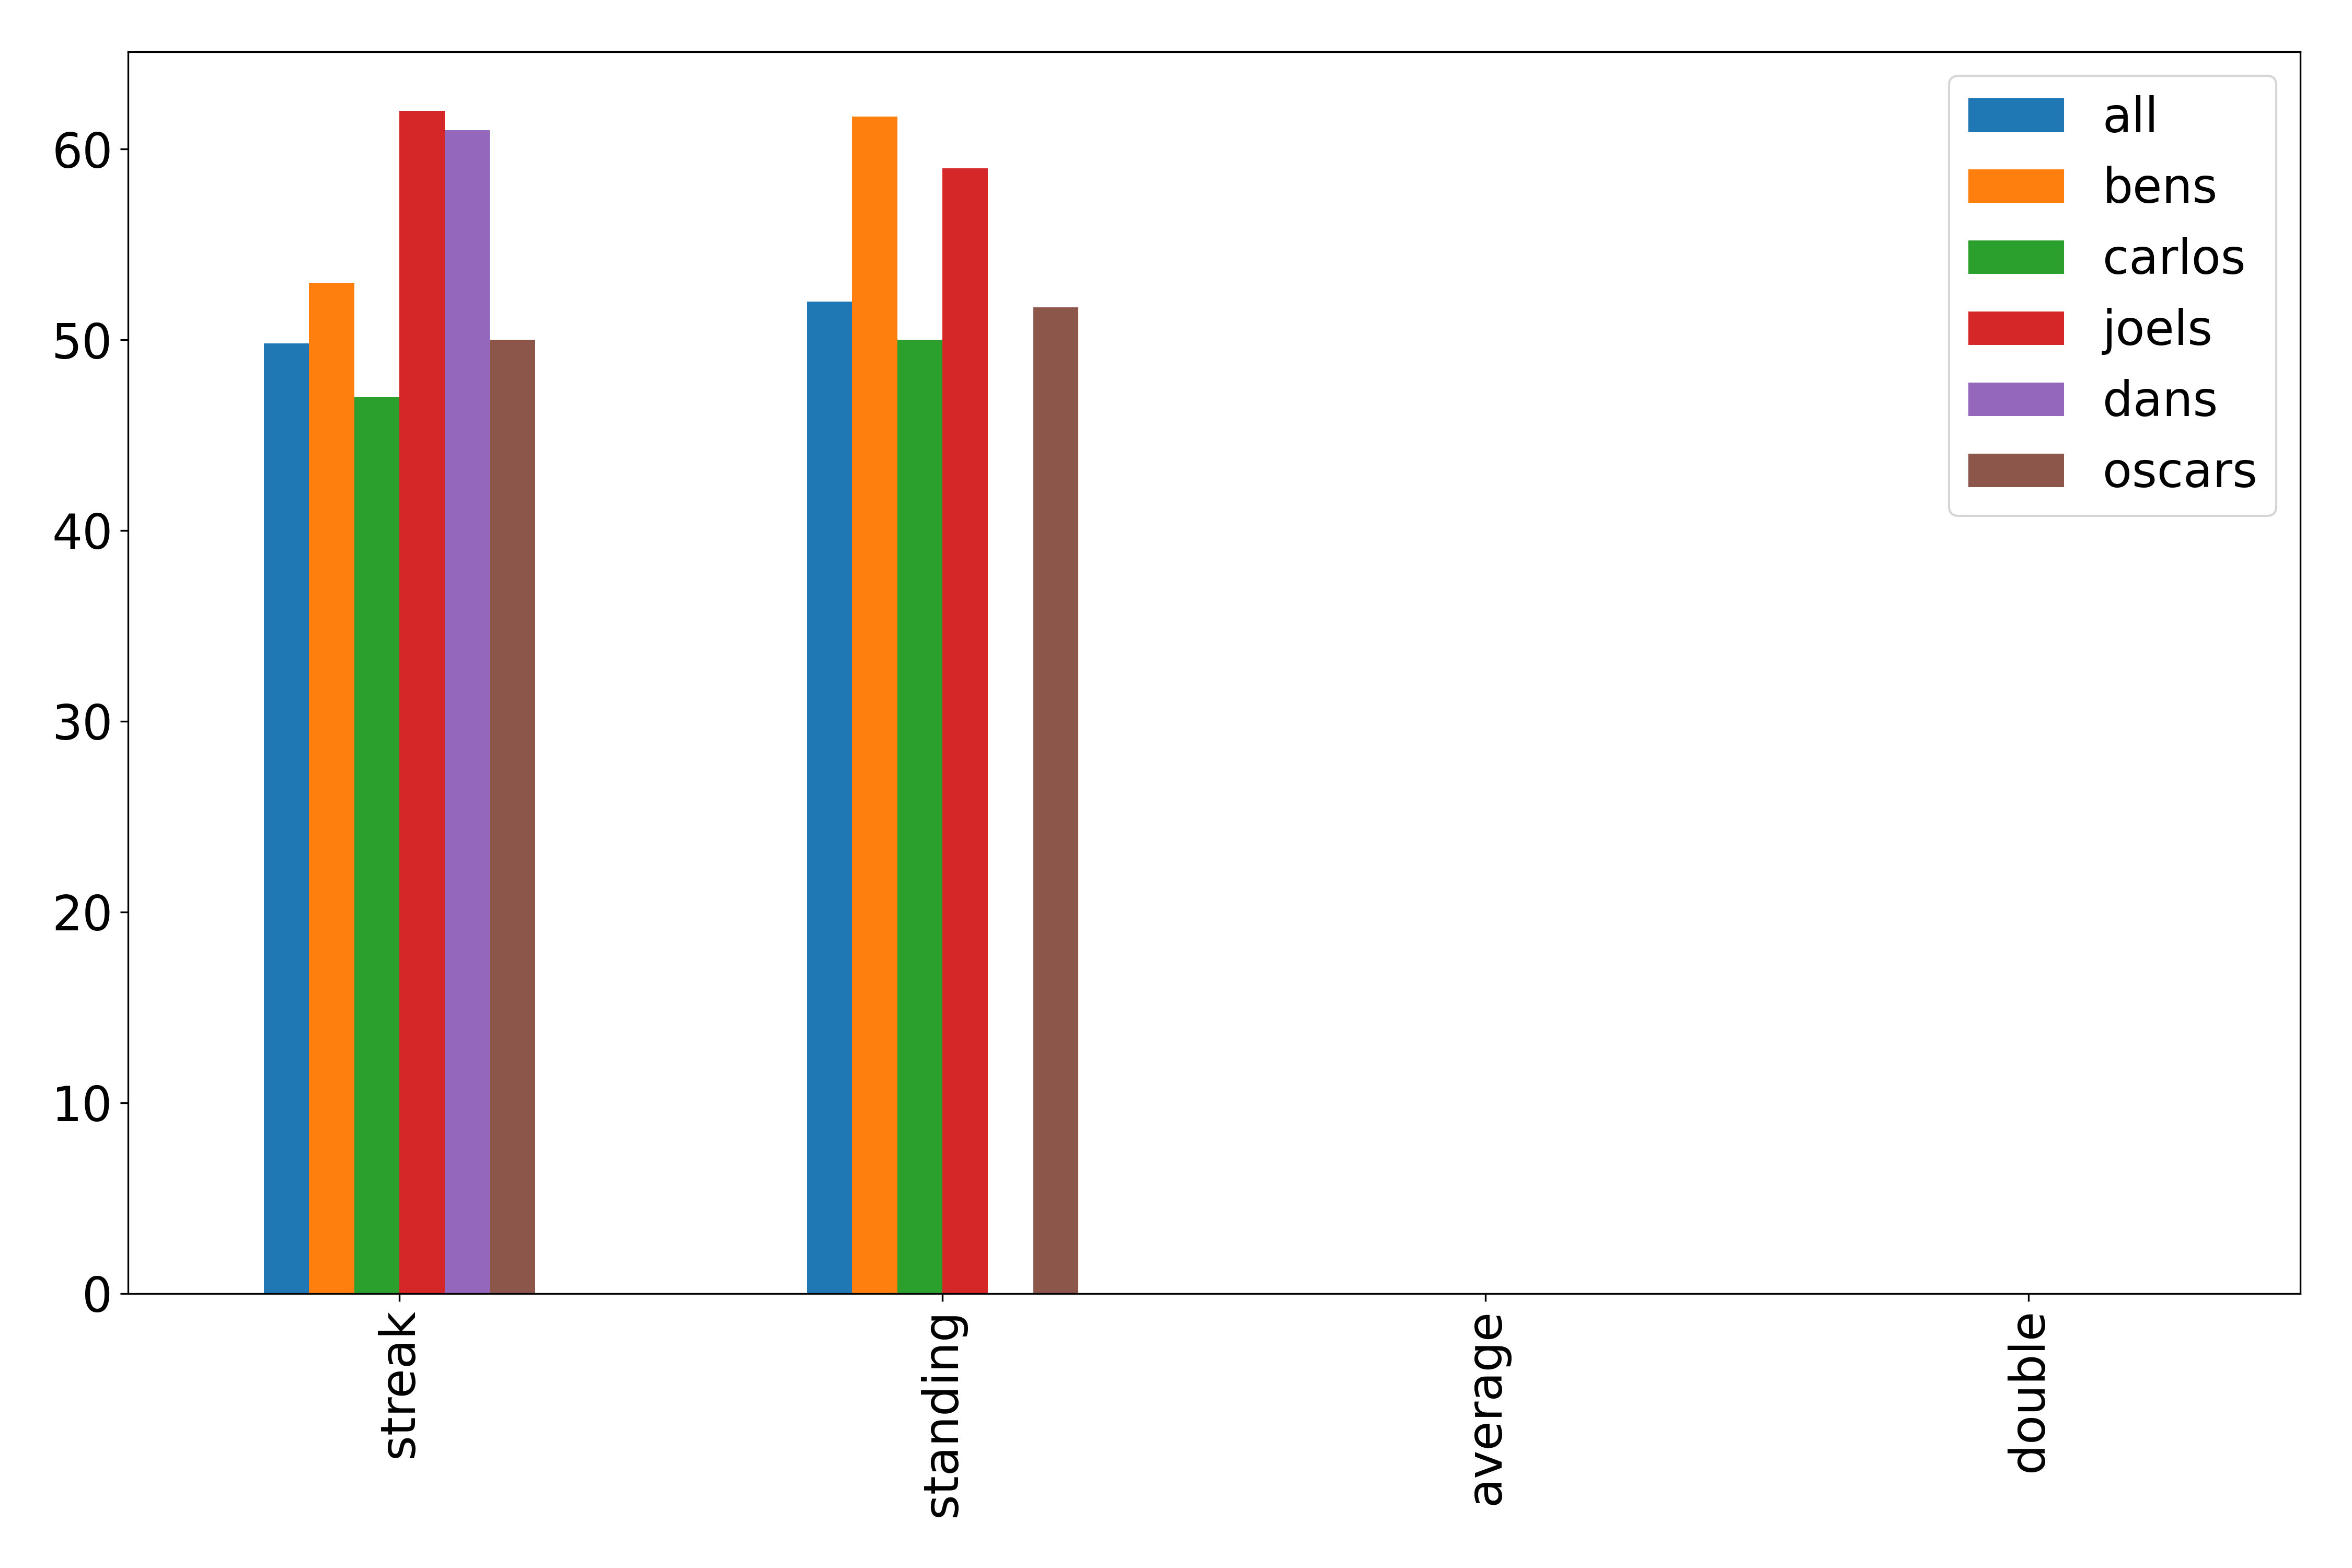 60
50
40
30
20
10
0
streak
standing
average
double
all
bens
carlos
joels
dans
oscars